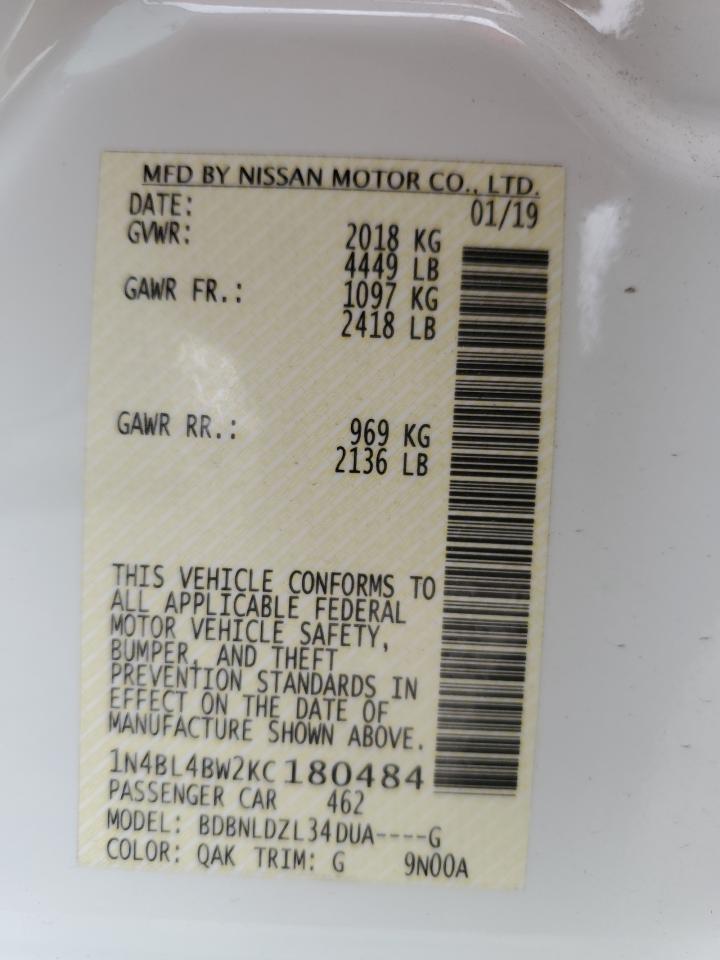 MFD BY NISSAN MOTOR CO., LTD.
DATE: 01/19
GVWR: 2018 KG
4449 LB
GAWR FR.: 1097 KG
2418 LB
GAWR RR.: 969 KG
2136 LB
THIS VEHICLE CONFORMS TO
ALL APPLICABLE FEDERAL
MOTOR VEHICLE SAFETY,
BUMPER, AND THEFT
PREVENTION STANDARDS IN
EFFECT ON THE DATE OF
MANUFACTURE SHOWN ABOVE.
1N4BL4BW2KC180484
PASSENGER CAR 462
MODEL: BDBNLDZL34DUA----G
COLOR: QAK TRIM: G 9N00A